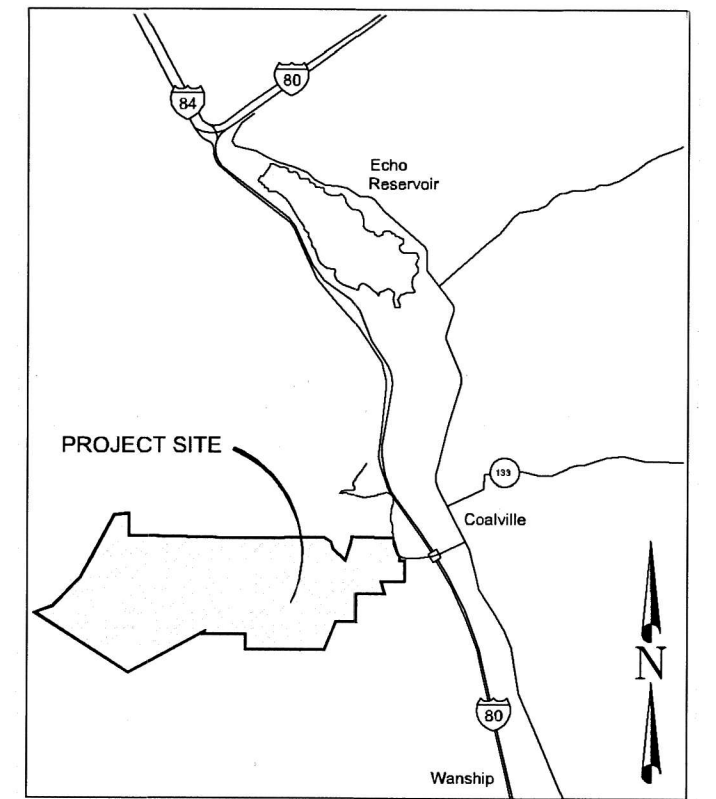 80
84
Echo
Reservoir
PROJECT SITE
133
Coalville
N
80
Wanship